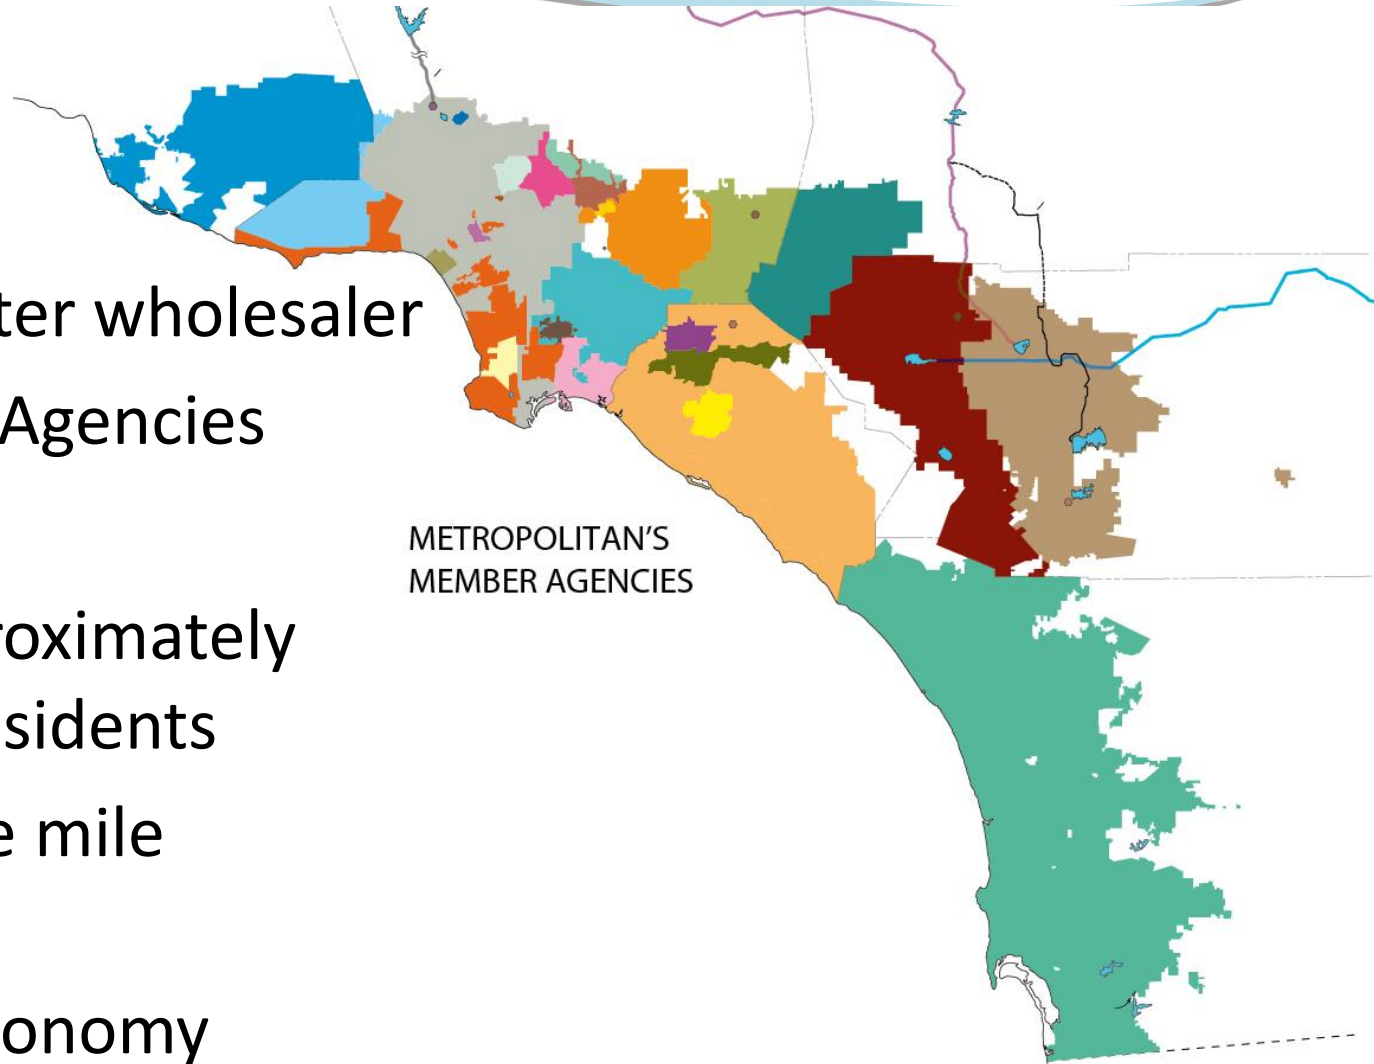 ter wholesaler
Agencies
METROPOLITAN'S
MEMBER AGENCIES
roximately
sidents
e mile
onomy